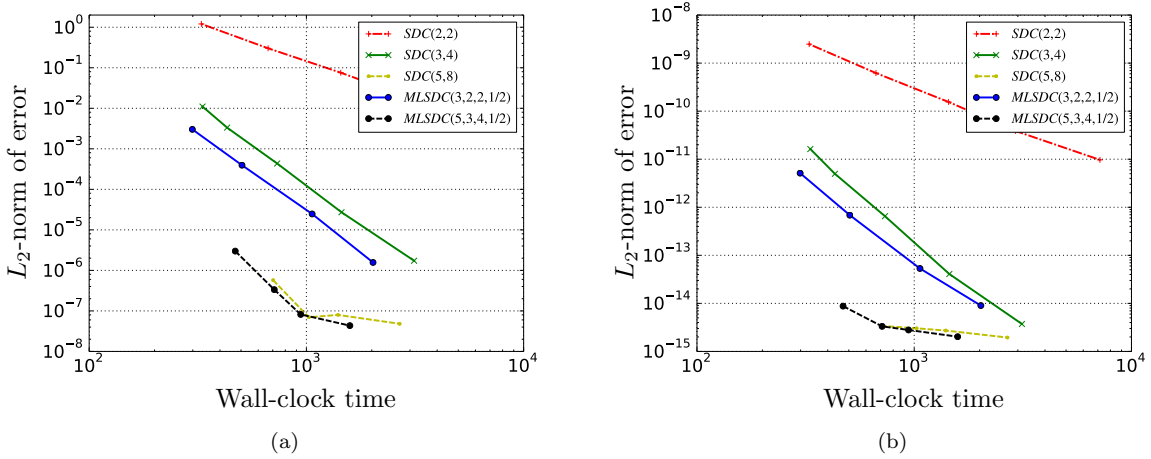 10^0
10^-1
10^-2
10^-3
10^-4
10^-5
10^-6
10^-7
10^-8
L_2-norm of error
10^2
10^3
10^4
Wall-clock time
SDC(2,2)
SDC(3,4)
SDC(5,8)
MLSDC(3,2,2,1/2)
MLSDC(5,3,4,1/2)
(a)
10^-8
10^-9
10^-10
10^-11
10^-12
10^-13
10^-14
10^-15
L_2-norm of error
10^2
10^3
10^4
Wall-clock time
SDC(2,2)
SDC(3,4)
SDC(5,8)
MLSDC(3,2,2,1/2)
MLSDC(5,3,4,1/2)
(b)